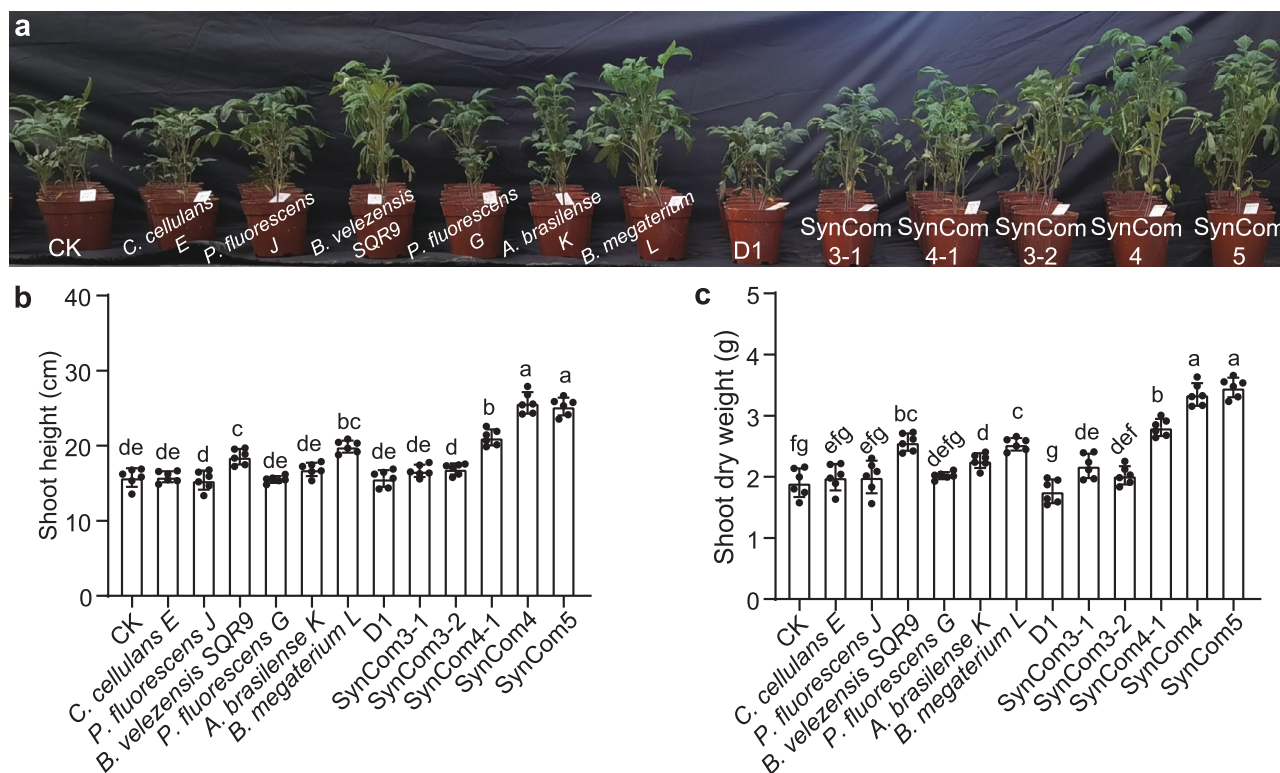 a
CK
C. cellulans
E
P. fluorescens
J
B. velezensis
SQR9
P. fluorescens
G
A. brasilense
K
B. megaterium
L
D1
SynCom
3-1
SynCom
4-1
SynCom
3-2
SynCom
4
SynCom
5
b
Shoot height (cm)
40
30
20
10
0
de
de
d
c
de
de
bc
de
de
d
b
a
a
CK
C. cellulans E
P. fluorescens J
B. velezensis SQR9
P. fluorescens G
A. brasilense K
B. megaterium L
D1
SynCom3-1
SynCom3-2
SynCom4-1
SynCom4
SynCom5
c
Shoot dry weight (g)
5
4
3
2
1
0
fg
efg
efg
bc
defg
d
c
g
de
def
b
a
a
CK
C. cellulans E
P. fluorescens J
B. velezensis SQR9
P. fluorescens G
A. brasilense K
B. megaterium L
D1
SynCom3-1
SynCom3-2
SynCom4-1
SynCom4
SynCom5